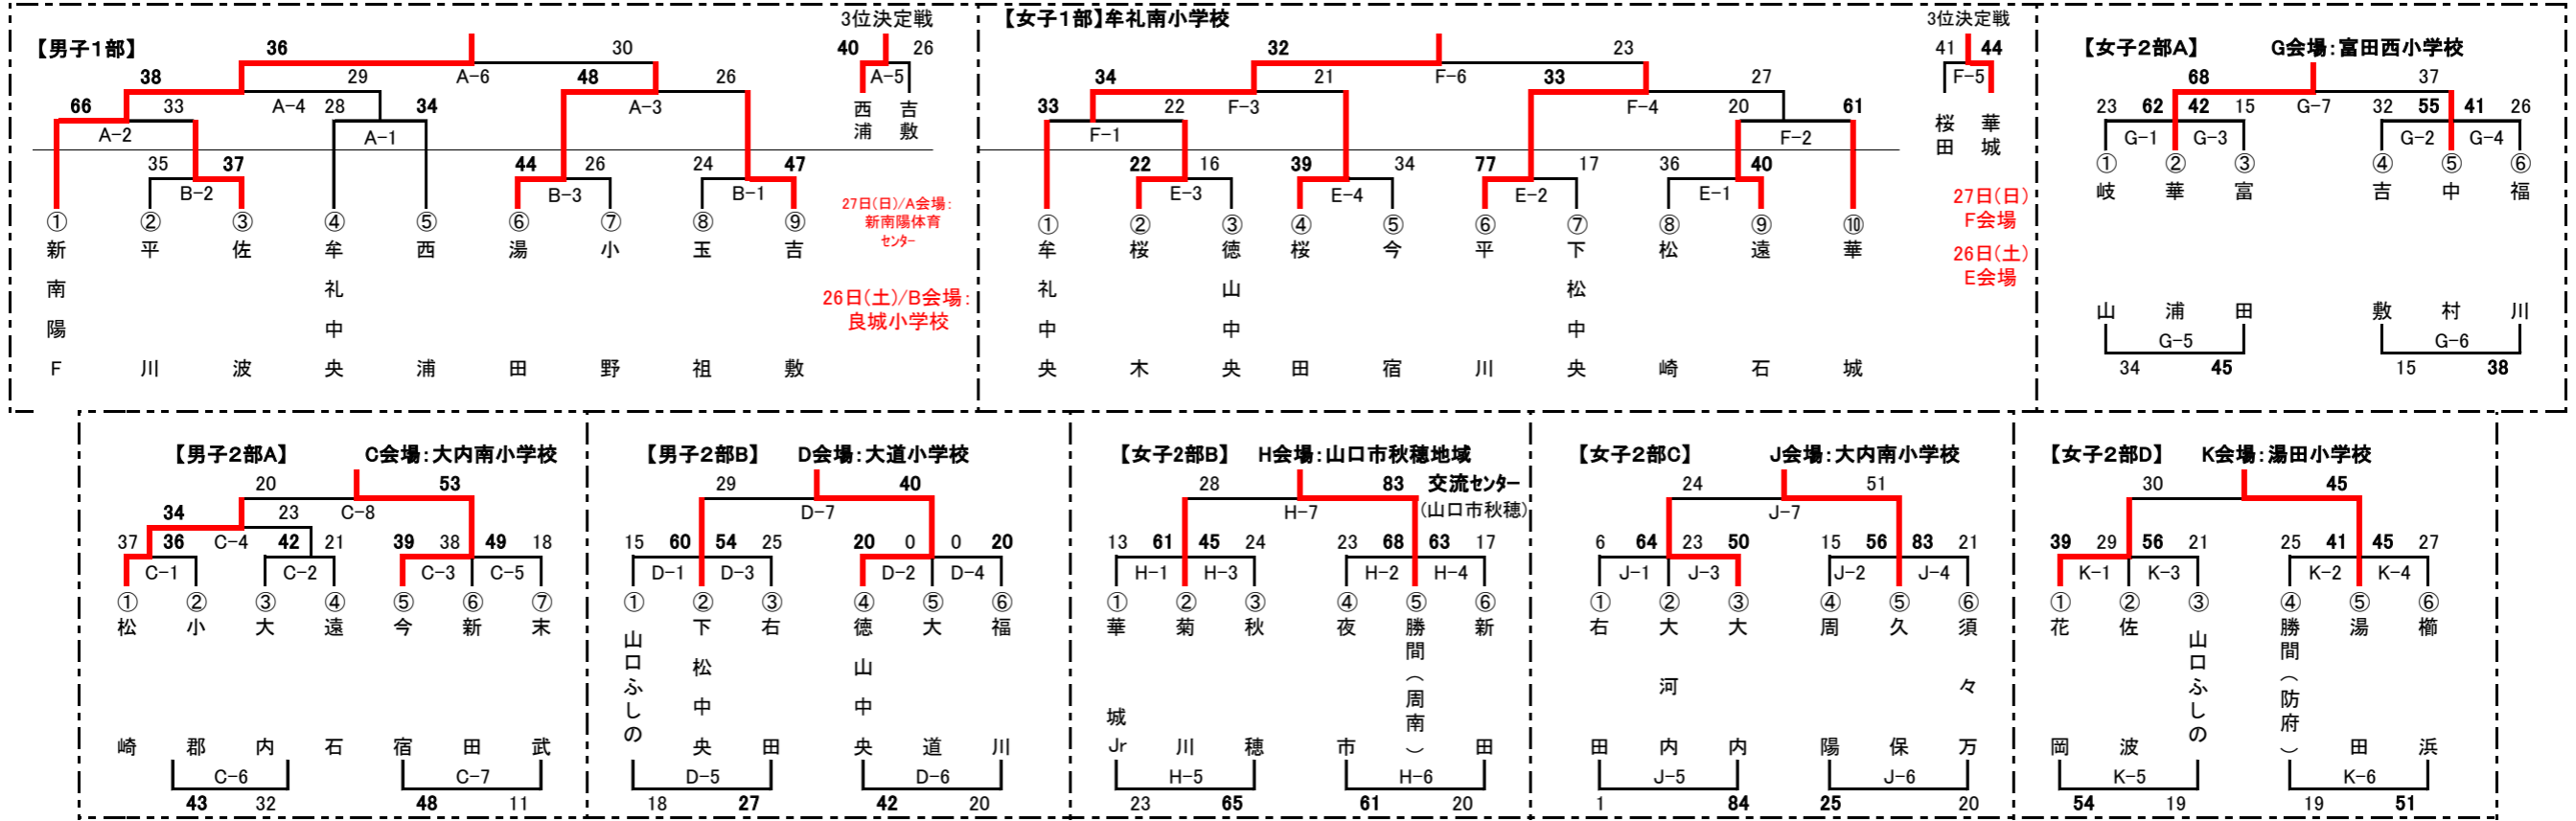 【男子1部】
3位決定戦
36 30 40 26
A-6 A-5
38 29 48 26 西浦 吉敷
A-4 A-3
66 33 28 34
A-2 A-1
35 37 44 26 24 47
B-2 B-3 B-1
① ② ③ ④ ⑤ ⑥ ⑦ ⑧ ⑨
新南陽F 平川 佐波 牟礼中央 西浦 湯田 小野 玉祖 吉敷
27日(日)/A会場:
新南陽体育
センター
26日(土)/B会場:
良城小学校
【女子1部】牟礼南小学校
3位決定戦
32 23 41 44
F-6 F-5
34 21 33 27 桜田 華城
F-3 F-4
33 22 20 61
F-1 F-2
22 16 39 34 77 17 36 40
E-3 E-4 E-2 E-1
① ② ③ ④ ⑤ ⑥ ⑦ ⑧ ⑨ ⑩
牟礼中央 桜木 徳山中央 桜田 今宿 平川 下松中央 松崎 遠石 華城
27日(日)
F会場
26日(土)
E会場
【女子2部A】 G会場:富田西小学校
68 37
G-7
23 62 42 15 32 55 41 26
G-1 G-3 G-2 G-4
① ② ③ ④ ⑤ ⑥
岐山 華浦 富田 吉敷 中村 福川
G-5 G-6
34 45 15 38
【男子2部A】 C会場:大内南小学校
20 53
C-8
34 23
C-4
37 36 42 21 39 38 49 18
C-1 C-2 C-3 C-5
① ② ③ ④ ⑤ ⑥ ⑦
松崎 小郡 大内 遠石 今宿 新田 末武
C-6 C-7
43 32 48 11
【男子2部B】 D会場:大道小学校
29 40
D-7
15 60 54 25 20 0 0 20
D-1 D-3 D-2 D-4
① ② ③ ④ ⑤ ⑥
山口ふしの 下松中央 右田 徳山中央 大道 福川
D-5 D-6
18 27 42 20
【女子2部B】 H会場:山口市秋穂地域
28 83 交流センター
H-7 (山口市秋穂)
13 61 45 24 23 68 63 17
H-1 H-3 H-2 H-4
① ② ③ ④ ⑤ ⑥
華城Jr 菊川 秋穂 夜市 勝間(周南) 新田
H-5 H-6
23 65 61 20
【女子2部C】 J会場:大内南小学校
24 51
J-7
6 64 23 50 15 56 83 21
J-1 J-3 J-2 J-4
① ② ③ ④ ⑤ ⑥
右田 大河内 大内 周陽 久保 須々万
J-5 J-6
1 84 25 20
【女子2部D】 K会場:湯田小学校
30 45
39 29 56 21 25 41 45 27
K-1 K-3 K-2 K-4
① ② ③ ④ ⑤ ⑥
花岡 佐波 山口ふしの 勝間(防府) 湯田 櫛浜
K-5 K-6
54 19 19 51